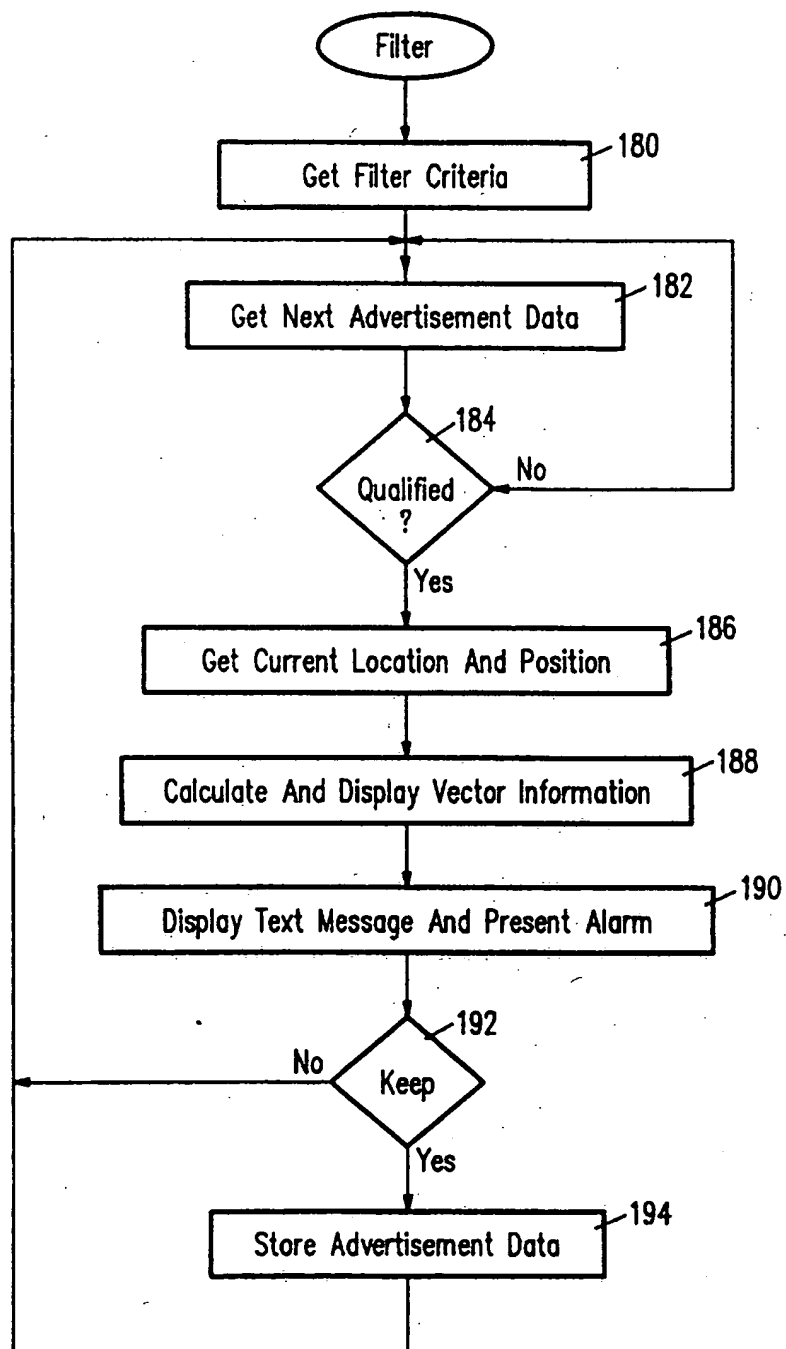 Filter
180
Get Filter Criteria
182
Get Next Advertisement Data
184
Qualified
?
No
Yes
186
Get Current Location And Position
188
Calculate And Display Vector Information
190
Display Text Message And Present Alarm
192
No
Keep
Yes
194
Store Advertisement Data